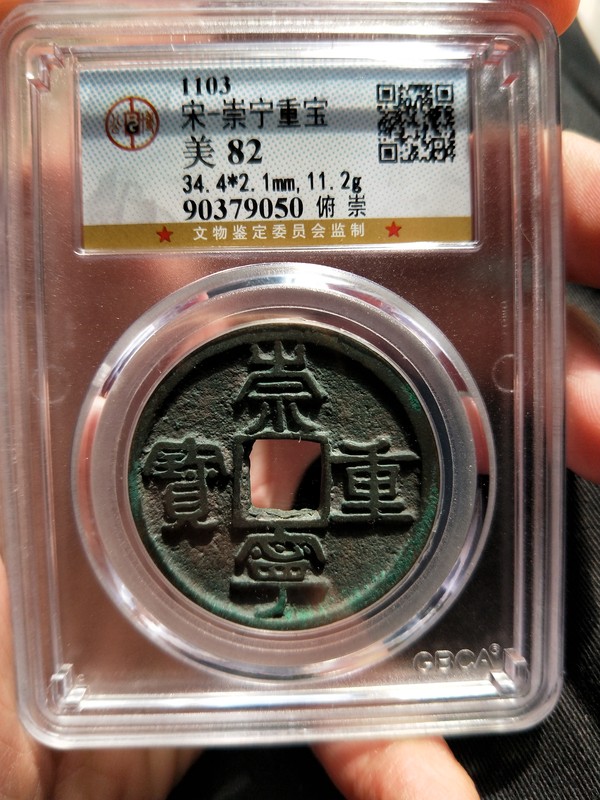 1103
宋-崇宁重宝
美 82
34.4*2.1mm,11.2g
90379050 俯 崇
文物鉴定委员会监制
崇
寶 重
寧
GBCA